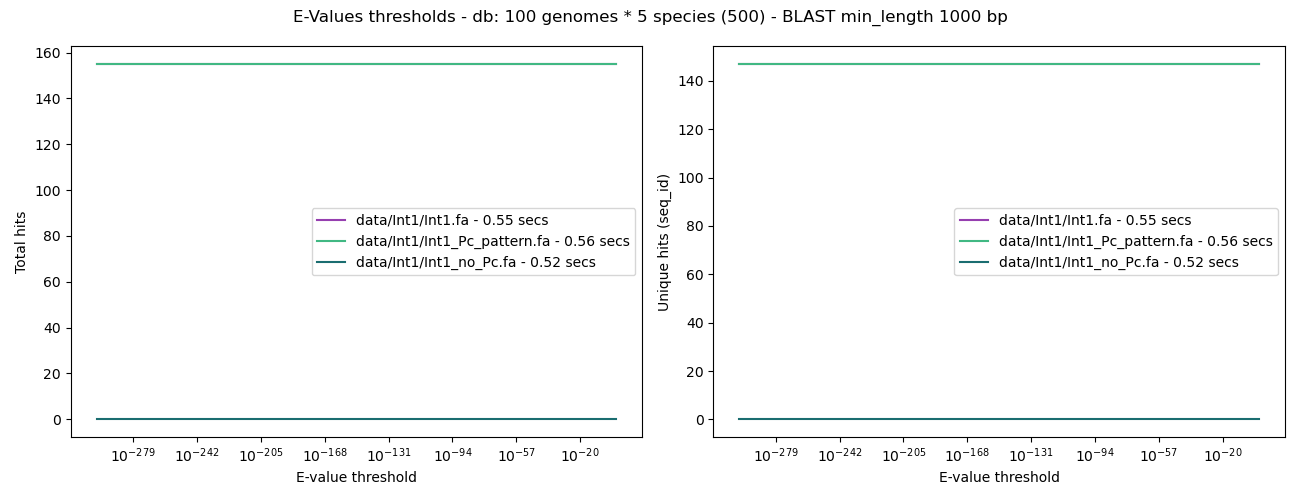 E-Values thresholds - db: 100 genomes * 5 species (500) - BLAST min_length 1000 bp
Total hits
160
140
120
100
80
60
40
20
0
data/Int1/Int1.fa - 0.55 secs
data/Int1/Int1_Pc_pattern.fa - 0.56 secs
data/Int1/Int1_no_Pc.fa - 0.52 secs
10⁻²⁷⁹ 10⁻²⁴² 10⁻²⁰⁵ 10⁻¹⁶⁸ 10⁻¹³¹ 10⁻⁹⁴ 10⁻⁵⁷ 10⁻²⁰
E-value threshold
Unique hits (seq_id)
140
120
100
80
60
40
20
0
data/Int1/Int1.fa - 0.55 secs
data/Int1/Int1_Pc_pattern.fa - 0.56 secs
data/Int1/Int1_no_Pc.fa - 0.52 secs
10⁻²⁷⁹ 10⁻²⁴² 10⁻²⁰⁵ 10⁻¹⁶⁸ 10⁻¹³¹ 10⁻⁹⁴ 10⁻⁵⁷ 10⁻²⁰
E-value threshold